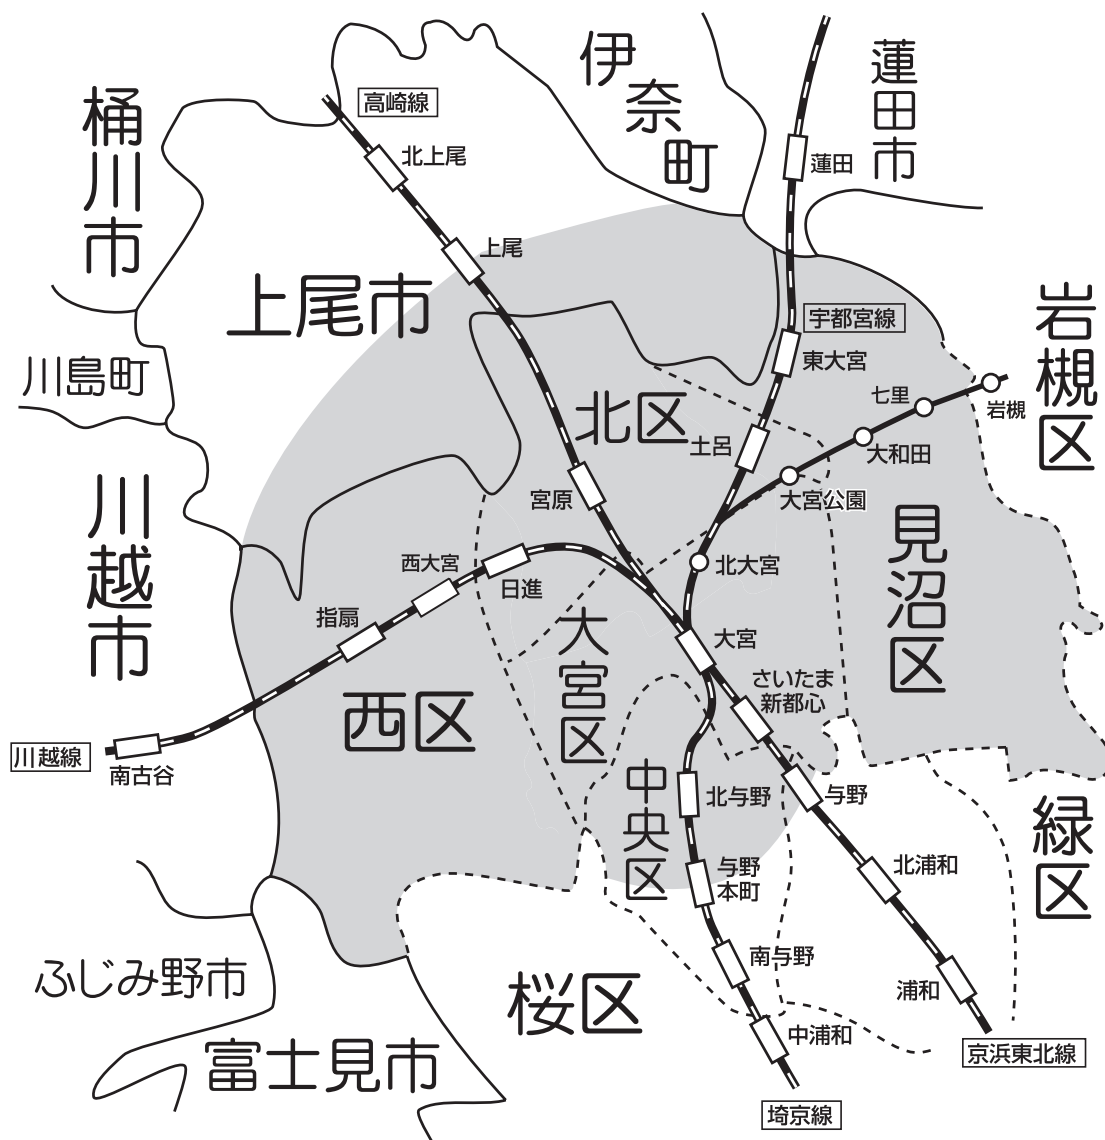 伊奈町
蓮田市
桶川市
高崎線
北上尾
蓮田
上尾
上尾市
宇都宮線
岩槻区
川島町
東大宮
七里
岩槻
北区
土呂
大和田
大宮公園
宮原
川越市
見沼区
西大宮
日進
北大宮
指扇
大宮区
大宮
さいたま
新都心
西区
川越線
南古谷
中央区
北与野
与野
緑区
与野
本町
北浦和
南与野
浦和
ふじみ野市
桜区
中浦和
京浜東北線
富士見市
埼京線